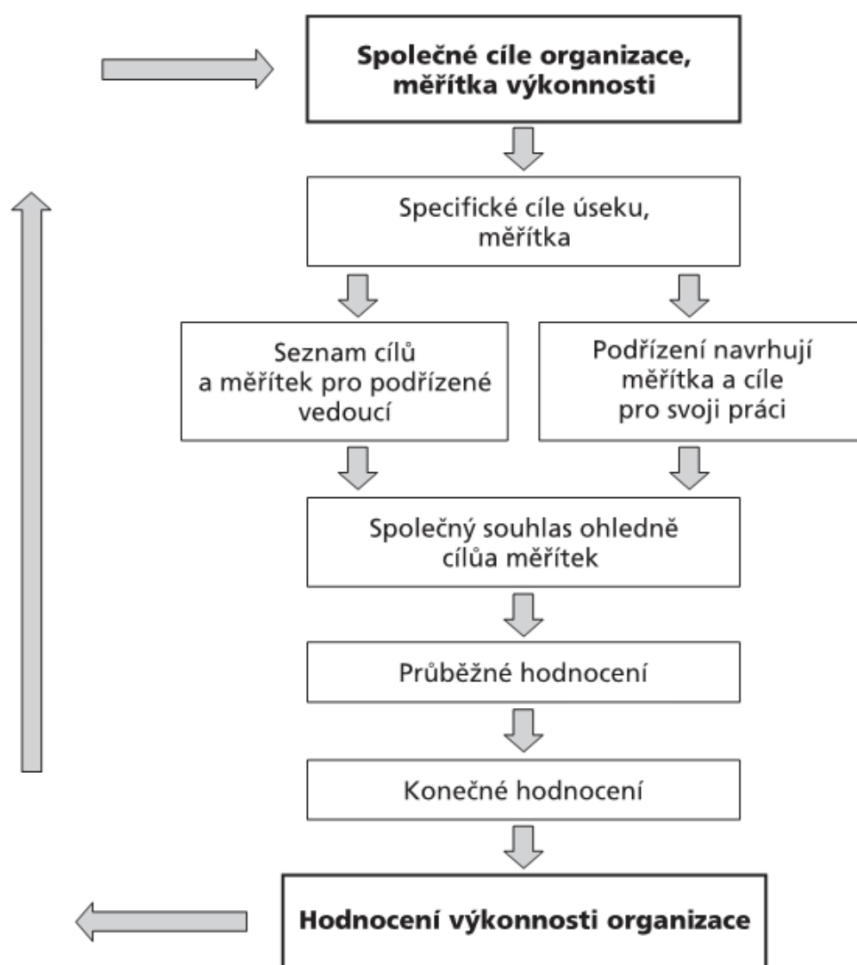 Společné cíle organizace,
měřítka výkonnosti
Specifické cíle úseku,
měřítka
Seznam cílů
a měřítek pro podřízené
vedoucí
Podřízení navrhují
měřítka a cíle
pro svoji práci
Společný souhlas ohledně
cílůa měřítek
Průběžné hodnocení
Konečné hodnocení
Hodnocení výkonnosti organizace